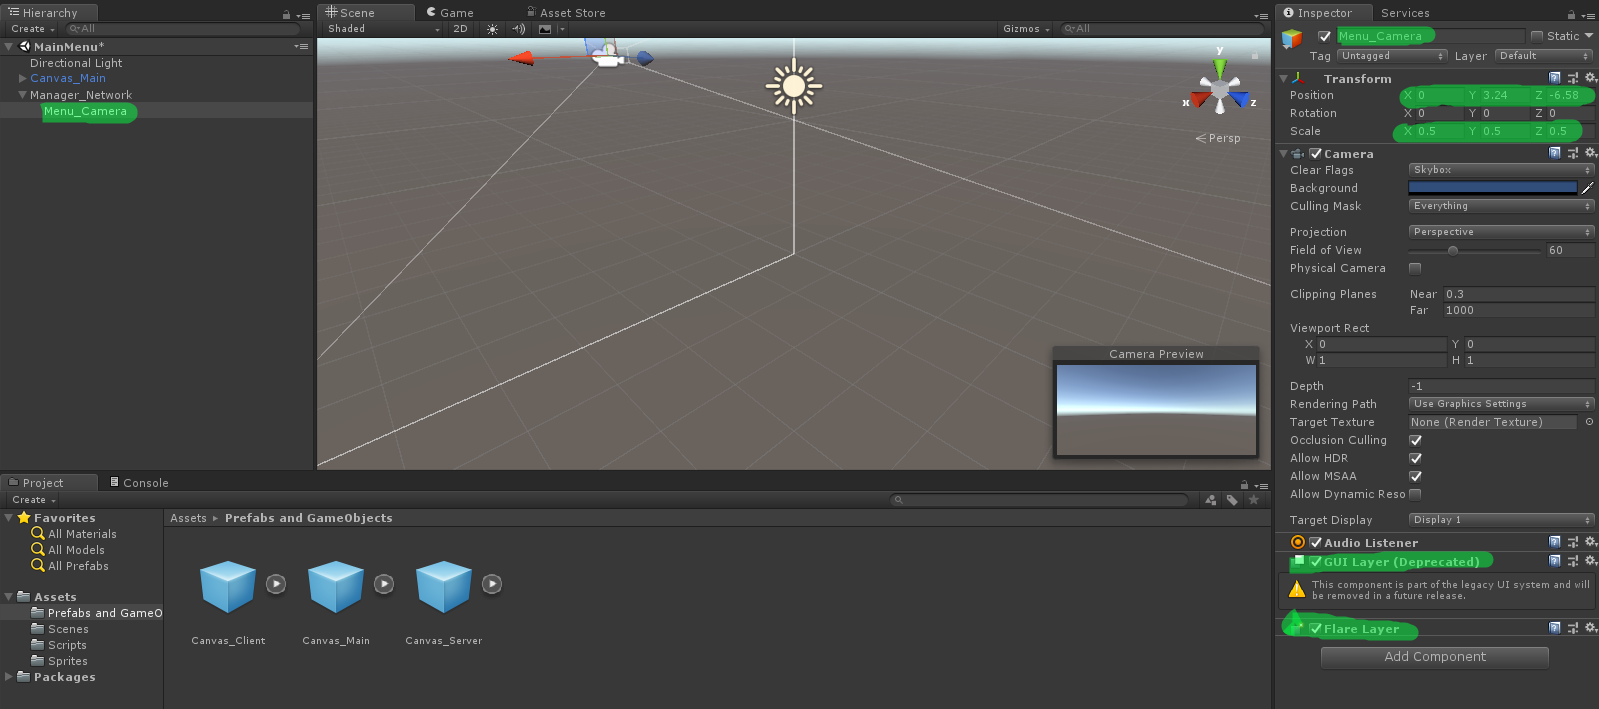 Hierarchy
Create All
MainMenu*
Directional Light
Canvas_Main
Manager_Network
Menu_Camera
Scene Game Asset Store
Shaded 2D Gizmos All
y
x z
Persp
Camera Preview
Project Console
Create
Favorites
All Materials
All Models
All Prefabs
Assets
Prefabs and GameO
Scenes
Scripts
Sprites
Packages
Assets Prefabs and GameObjects
Canvas_Client Canvas_Main Canvas_Server
Inspector Services
Menu_Camera Static
Tag Untagged Layer Default
Transform
Position X 0 Y 3.24 Z -6.58
Rotation X 0 Y 0 Z 0
Scale X 0.5 Y 0.5 Z 0.5
Camera
Clear Flags Skybox
Background
Culling Mask Everything
Projection Perspective
Field of View 60
Physical Camera
Clipping Planes Near 0.3
Far 1000
Viewport Rect
X 0 Y 0
W 1 H 1
Depth -1
Rendering Path Use Graphics Settings
Target Texture None (Render Texture)
Occlusion Culling
Allow HDR
Allow MSAA
Allow Dynamic Reso
Target Display Display 1
Audio Listener
GUI Layer (Deprecated)
This component is part of the legacy UI system and will
be removed in a future release.
Flare Layer
Add Component